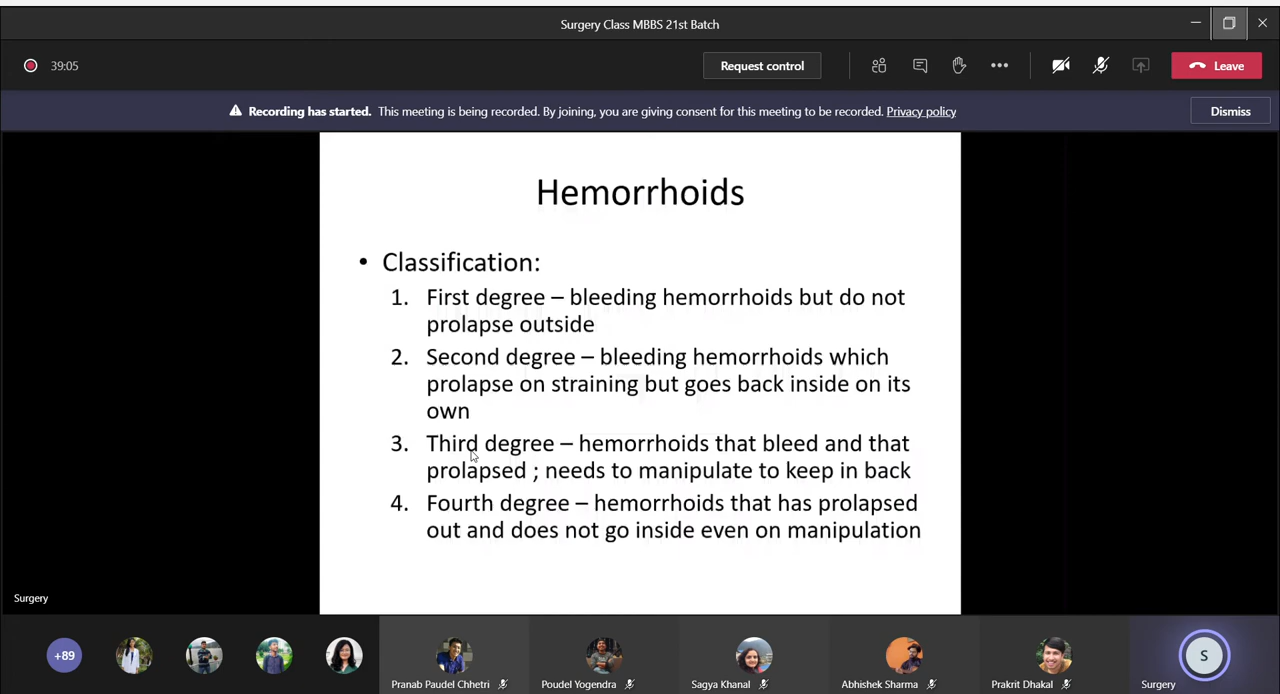 Surgery Class MBBS 21st Batch
39:05
Request control
Leave
Recording has started. This meeting is being recorded. By joining, you are giving consent for this meeting to be recorded. Privacy policy
Dismiss
Hemorrhoids
• Classification:
1. First degree – bleeding hemorrhoids but do not
prolapse outside
2. Second degree – bleeding hemorrhoids which
prolapse on straining but goes back inside on its
own
3. Third degree – hemorrhoids that bleed and that
prolapsed ; needs to manipulate to keep in back
4. Fourth degree – hemorrhoids that has prolapsed
out and does not go inside even on manipulation
Surgery
+89
S
Pranab Paudel Chhetri
Poudel Yogendra
Sagya Khanal
Abhishek Sharma
Prakrit Dhakal
Surgery